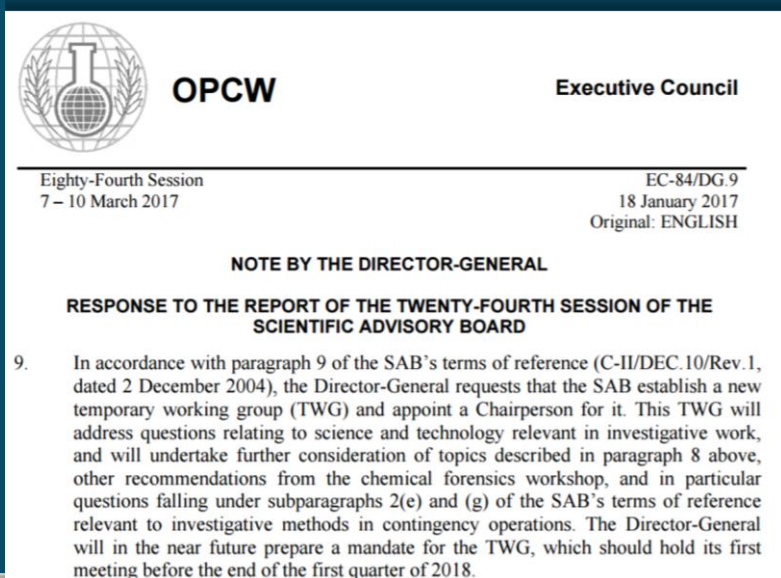 OPCW
Executive Council
Eighty-Fourth Session
7 – 10 March 2017
EC-84/DG.9
18 January 2017
Original: ENGLISH
NOTE BY THE DIRECTOR-GENERAL
RESPONSE TO THE REPORT OF THE TWENTY-FOURTH SESSION OF THE
SCIENTIFIC ADVISORY BOARD
9. In accordance with paragraph 9 of the SAB's terms of reference (C-II/DEC.10/Rev.1,
dated 2 December 2004), the Director-General requests that the SAB establish a new
temporary working group (TWG) and appoint a Chairperson for it. This TWG will
address questions relating to science and technology relevant in investigative work,
and will undertake further consideration of topics described in paragraph 8 above,
other recommendations from the chemical forensics workshop, and in particular
questions falling under subparagraphs 2(e) and (g) of the SAB's terms of reference
relevant to investigative methods in contingency operations. The Director-General
will in the near future prepare a mandate for the TWG, which should hold its first
meeting before the end of the first quarter of 2018.